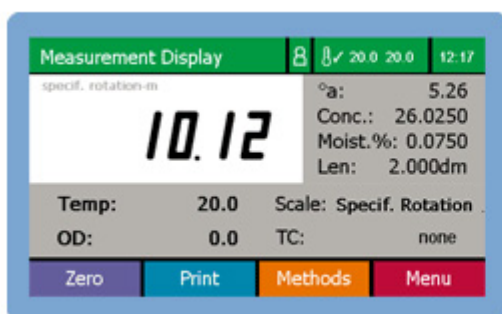 Measurement Display 8 20.0 20.0 12:17
specif. rotation-m
10.12
°a: 5.26
Conc.: 26.0250
Moist.%: 0.0750
Len: 2.000dm
Temp: 20.0 Scale: Specif. Rotation
OD: 0.0 TC: none
Zero Print Methods Menu